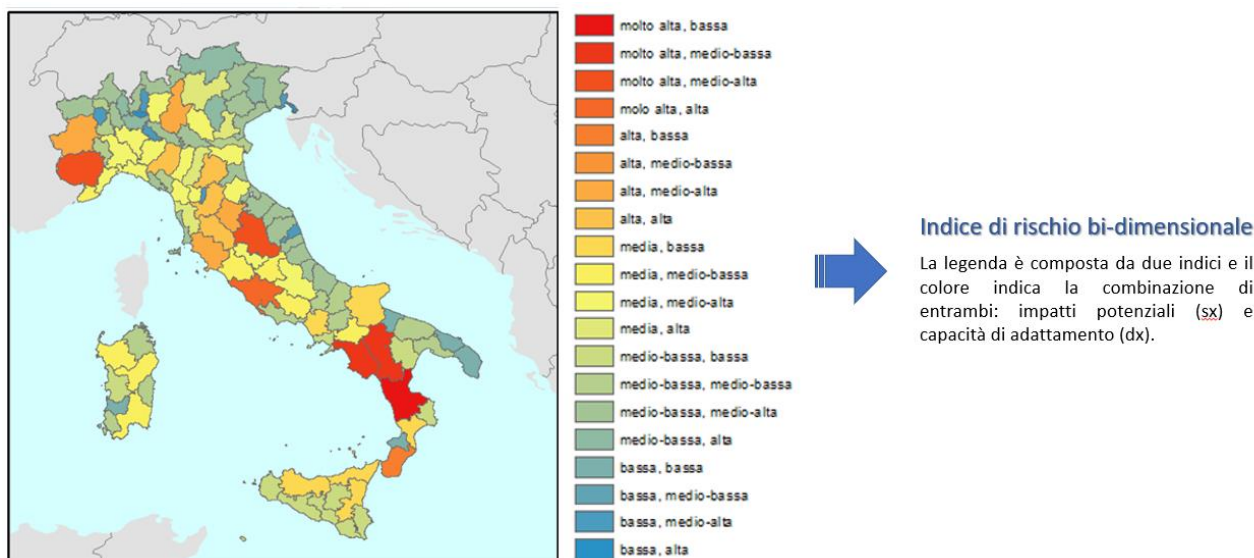 molto alta, bassa
molto alta, medio-bassa
molto alta, medio-alta
molo alta, alta
alta, bassa
alta, medio-bassa
alta, medio-alta
alta, alta
media, bassa
media, medio-bassa
media, medio-alta
media, alta
medio-bassa, bassa
medio-bassa, medio-bassa
medio-bassa, medio-alta
medio-bassa, alta
bassa, bassa
bassa, medio-bassa
bassa, medio-alta
bassa, alta
Indice di rischio bi-dimensionale
La legenda è composta da due indici e il
colore indica la combinazione di
entrambi: impatti potenziali (sx) e
capacità di adattamento (dx).